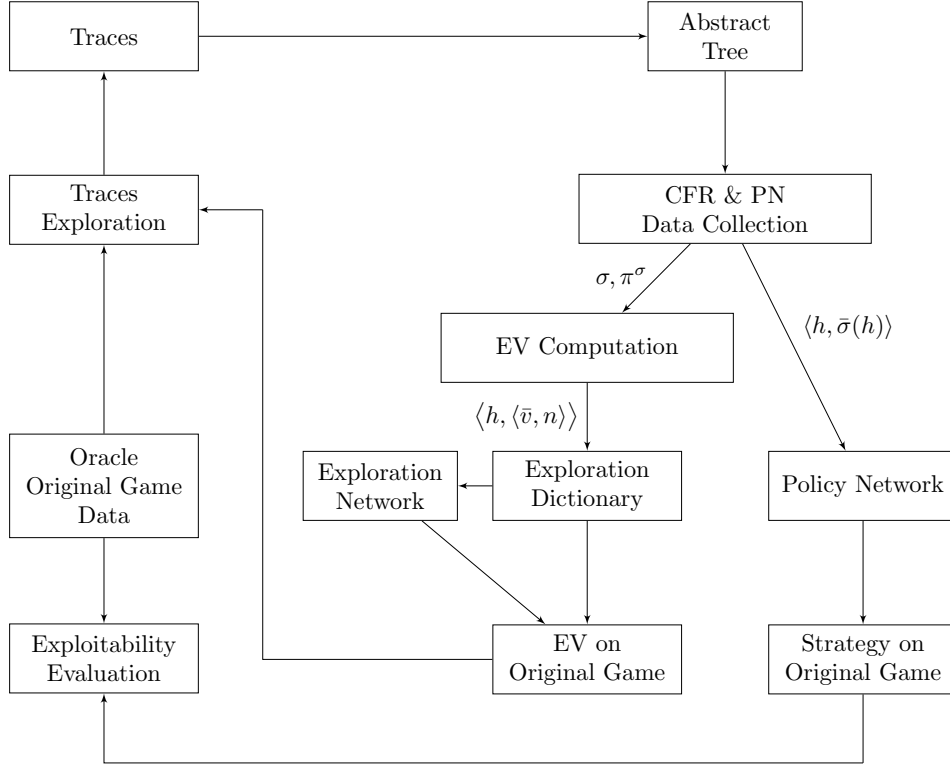 Traces
Abstract
Tree
Traces
Exploration
CFR & PN
Data Collection
σ, π^σ
⟨h, σ̄(h)⟩
EV Computation
⟨h, ⟨v̄, n⟩⟩
Oracle
Original Game
Data
Exploration
Network
Exploration
Dictionary
Policy Network
Exploitability
Evaluation
EV on
Original Game
Strategy on
Original Game